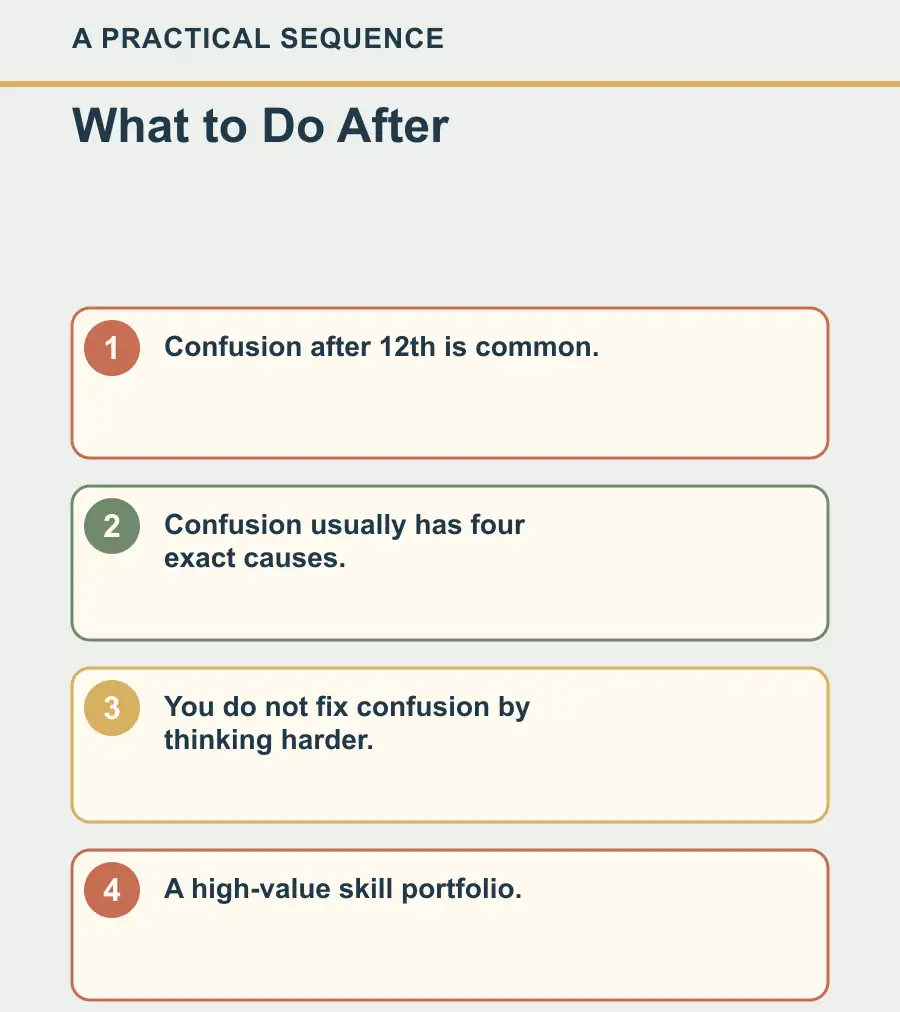 A PRACTICAL SEQUENCE
What to Do After
1
Confusion after 12th is common.
2
Confusion usually has four
exact causes.
3
You do not fix confusion by
thinking harder.
4
A high-value skill portfolio.